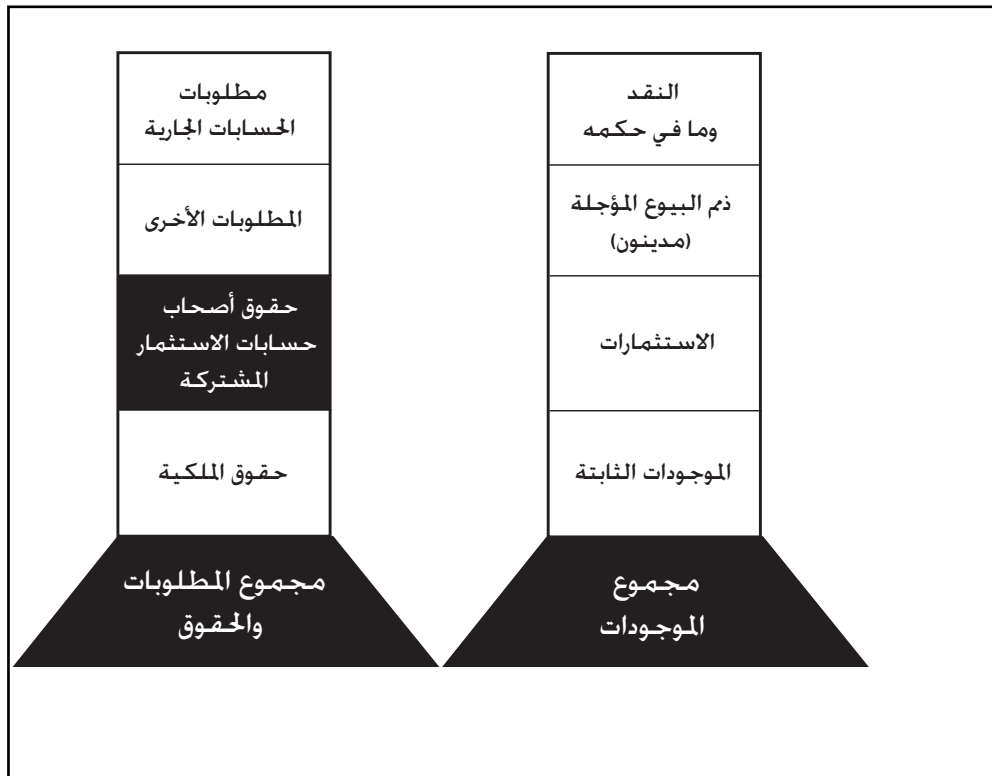 النقد
وما في حكمه
ذمم البيوع المؤجلة
(مدينون)
الاستثمارات
الموجودات الثابتة
مجموع
الموجودات
مطلوبات
الحسابات الجارية
المطلوبات الأخرى
حقوق أصحاب
حسابات الاستثمار
المشتركة
حقوق الملكية
مجموع المطلوبات
والحقوق